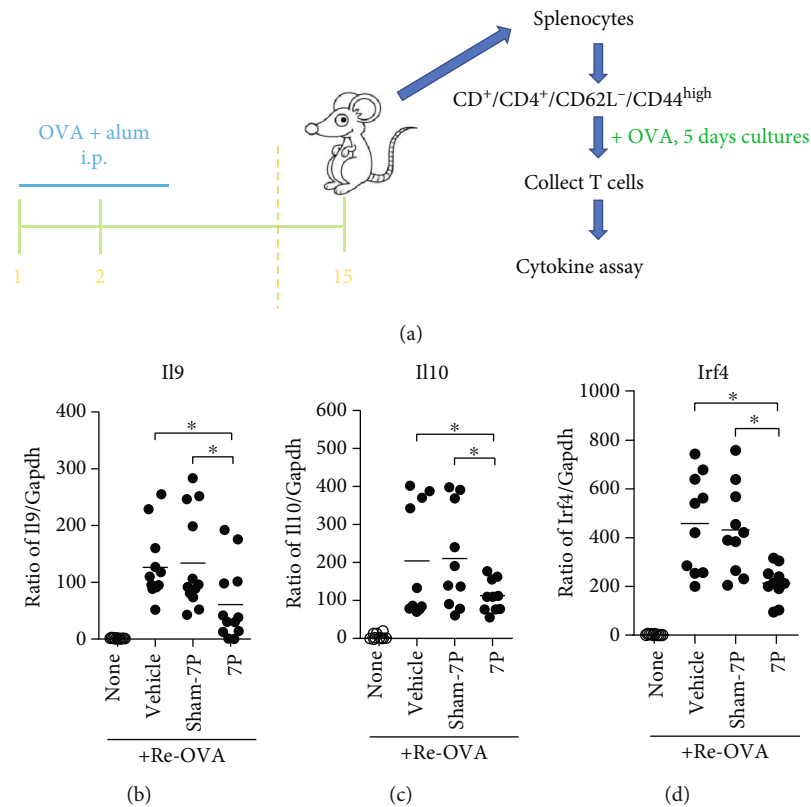 Splenocytes
CD⁺/CD4⁺/CD62L⁻/CD44ʰⁱᵍʰ
OVA + alum
i.p.
+ OVA, 5 days cultures
Collect T cells
1 2 15
Cytokine assay
(a)
Il9
Ratio of Il9/Gapdh
400
300
200
100
0
None Vehicle Sham-7P 7P
* *
+Re-OVA
(b)
Il10
Ratio of Il10/Gapdh
600
500
400
300
200
100
0
None Vehicle Sham-7P 7P
* *
+Re-OVA
(c)
Irf4
Ratio of Irf4/Gapdh
1000
800
600
400
200
0
None Vehicle Sham-7P 7P
* *
+Re-OVA
(d)